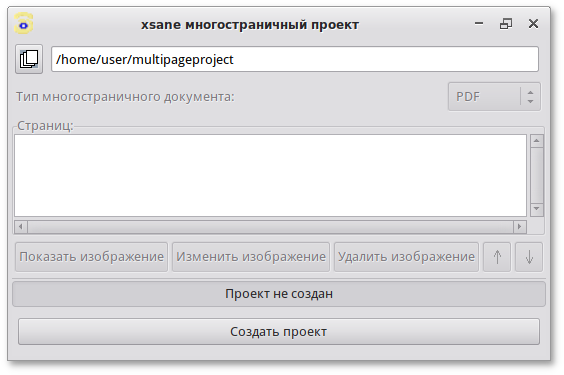 xsane многостраничный проект
/home/user/multipageproject
Тип многостраничного документа: PDF
Страниц:
Показать изображение Изменить изображение Удалить изображение
Проект не создан
Создать проект